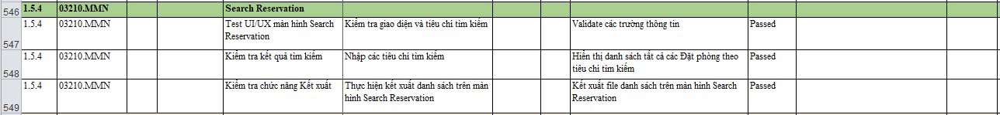 546 1.5.4 03210.MMN Search Reservation
1.5.4 03210.MMN Test UI/UX màn hình Search Kiểm tra giao diện và tiêu chí tìm kiếm Validate các trường thông tin Passed
Reservation
547
1.5.4 03210.MMN Kiểm tra kết quả tìm kiếm Nhập các tiêu chí tìm kiếm Hiển thị danh sách tất cả các Đặt phòng theo Passed
tiêu chí tìm kiếm
548
1.5.4 03210.MMN Kiểm tra chức năng Kết xuất Thực hiện kết xuất danh sách trên màn Kết xuất file danh sách trên màn hình Search Passed
hình Search Reservation Reservation
549